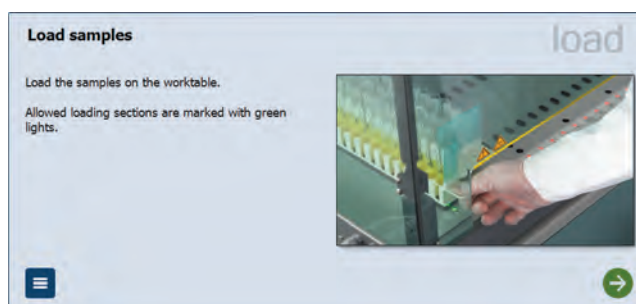 Load samples
load
Load the samples on the worktable.
Allowed loading sections are marked with green
lights.